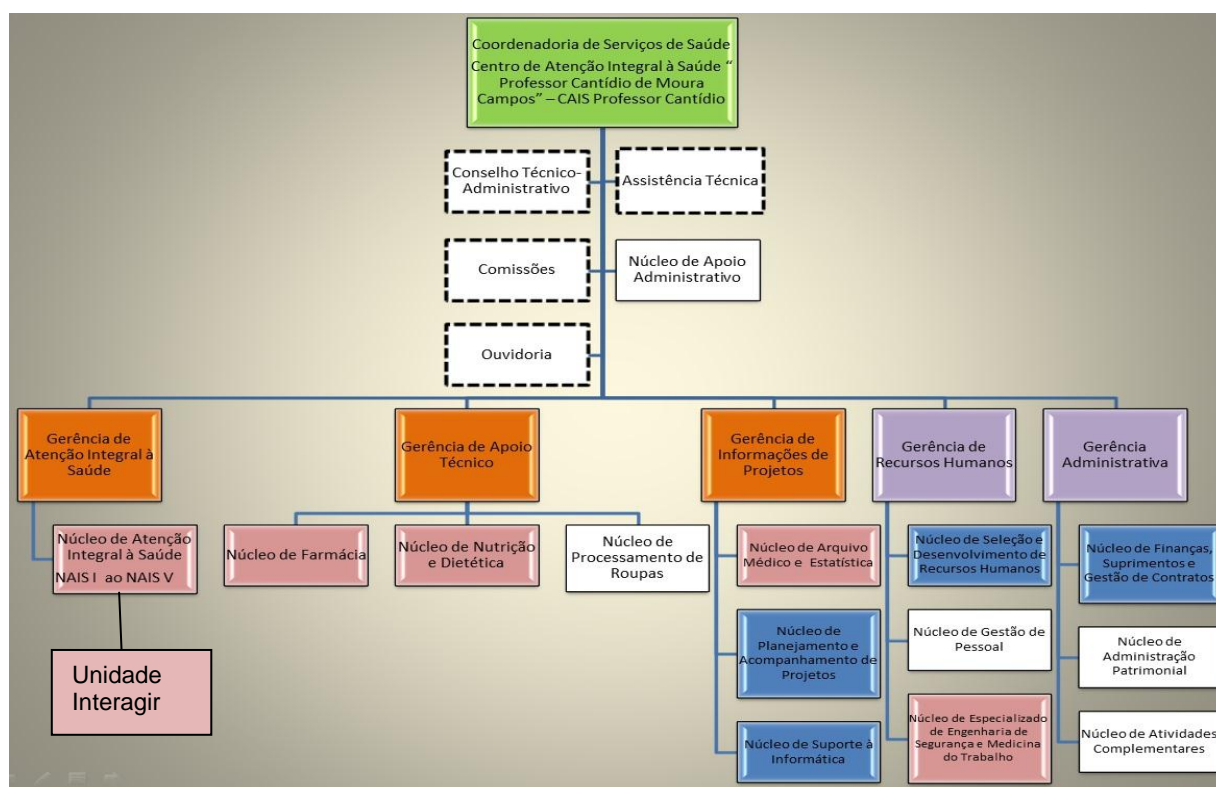 Coordenadoria de Serviços de Saúde
Centro de Atenção Integral à Saúde “
Professor Cantídio de Moura
Campos” – CAIS Professor Cantídio
Conselho Técnico-
Administrativo
Assistência Técnica
Comissões
Núcleo de Apoio
Administrativo
Ouvidoria
Gerência de
Atenção Integral à
Saúde
Gerência de Apoio
Técnico
Gerência de
Informações de
Projetos
Gerência de
Recursos Humanos
Gerência
Administrativa
Núcleo de Atenção
Integral à Saúde
NAIS I ao NAIS V
Núcleo de Farmácia
Núcleo de Nutrição
e Dietética
Núcleo de
Processamento de
Roupas
Núcleo de Arquivo
Médico e Estatística
Núcleo de Seleção e
Desenvolvimento de
Recursos Humanos
Núcleo de Finanças,
Suprimentos e
Gestão de Contratos
Unidade
Interagir
Núcleo de
Planejamento e
Acompanhamento de
Projetos
Núcleo de Gestão de
Pessoal
Núcleo de
Administração
Patrimonial
Núcleo de Suporte à
Informática
Núcleo de Especializado
de Engenharia de
Segurança e Medicina
do Trabalho
Núcleo de Atividades
Complementares